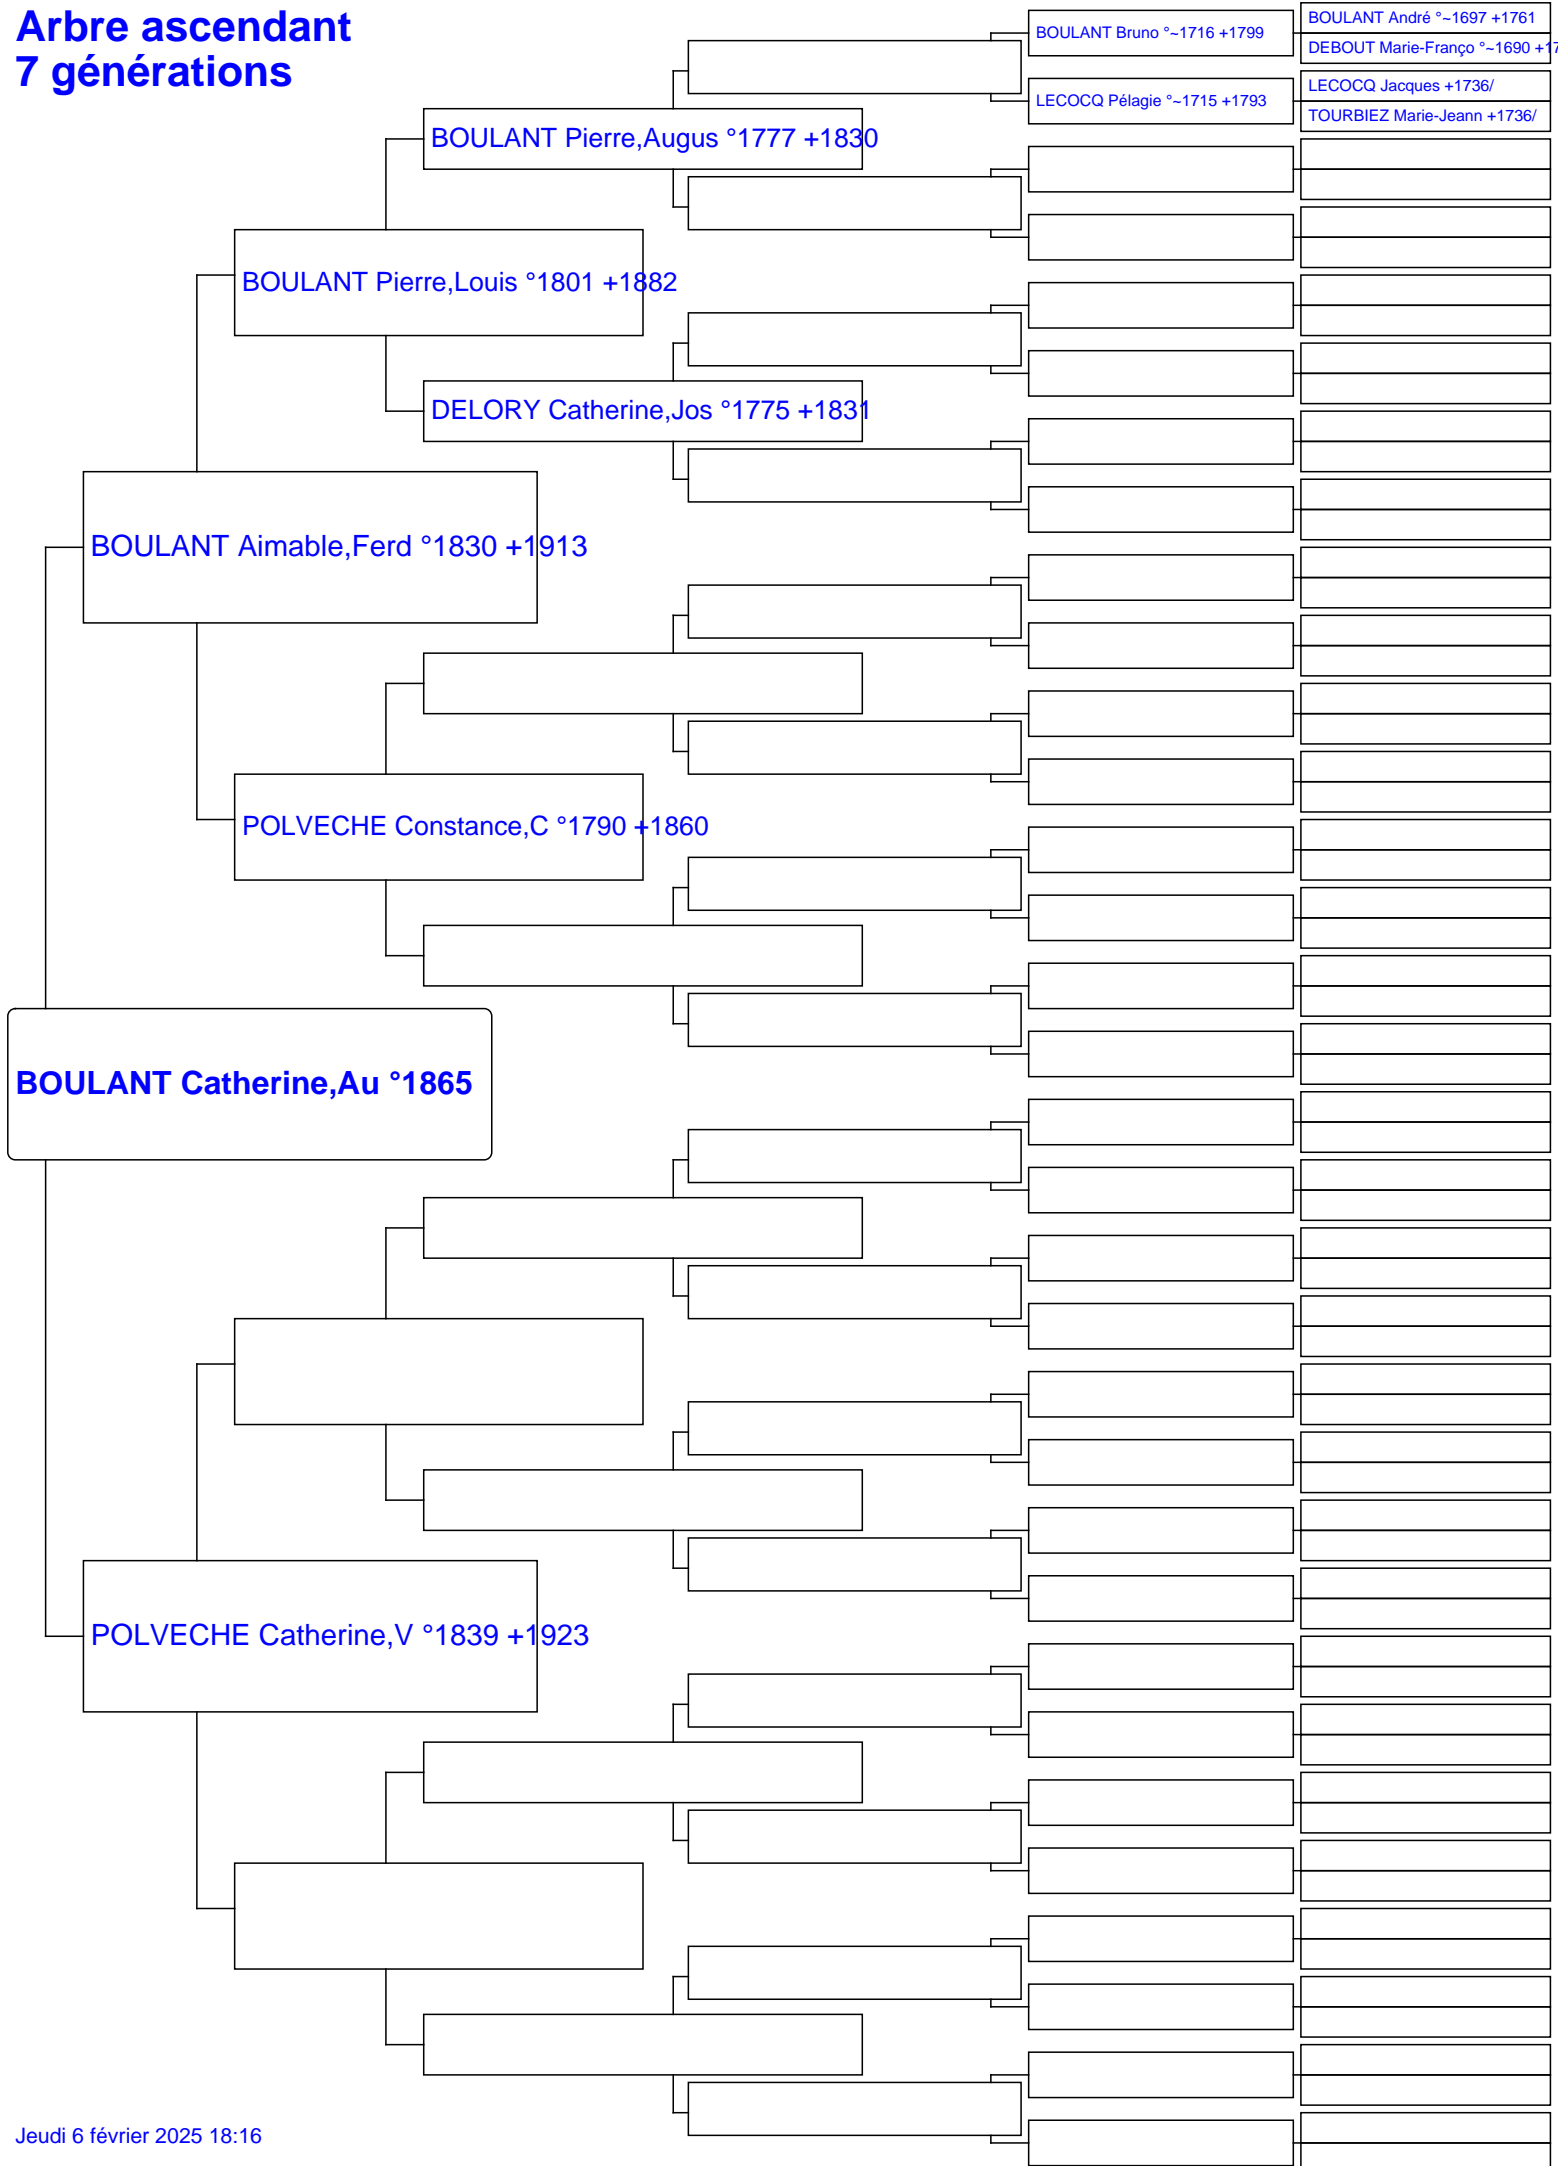 Arbre ascendant
7 générations
BOULANT Bruno °~1716 +1799
BOULANT André °~1697 +1761
DEBOUT Marie-Franço °~1690
LECOCQ Pélagie °~1715 +1793
LECOCQ Jacques +1736/
TOURBIEZ Marie-Jeann +1736/
BOULANT Pierre,Augus °1777 +1830
BOULANT Pierre,Louis °1801 +1882
DELORY Catherine,Jos °1775 +1831
BOULANT Aimable,Ferd °1830 +1913
POLVECHE Constance,C °1790 +1860
BOULANT Catherine,Au °1865
POLVECHE Catherine,V °1839 +1923
Jeudi 6 février 2025 18:16